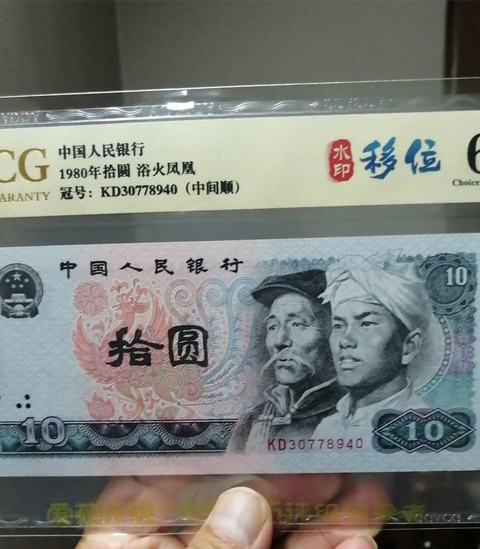 CG
ARRANTY
中国人民银行
1980年拾圆 浴火凤凰
冠号：KD30778940（中间顺）
水印
移位
6
Choice
中国人民银行
10
拾圆
10
KD30778940
10